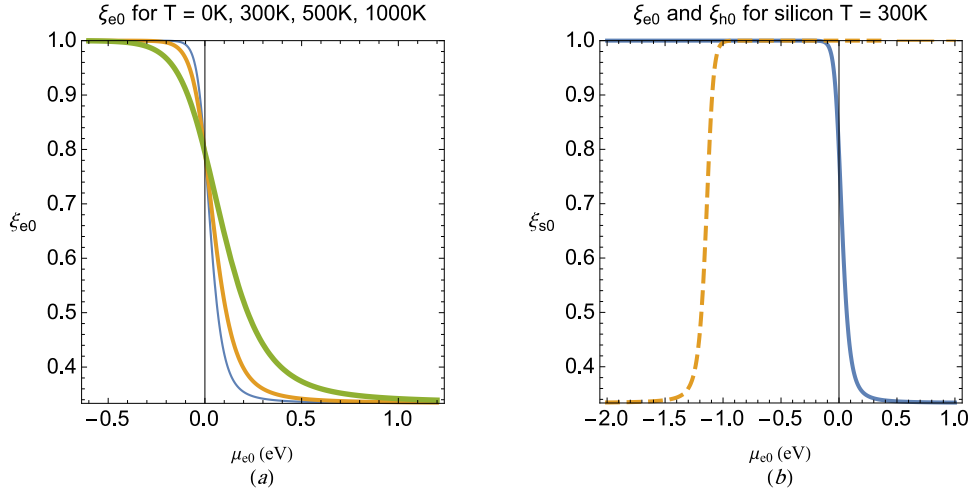 ξe0 for T = 0K, 300K, 500K, 1000K
1.0
0.9
0.8
0.7
0.6
0.5
0.4
ξe0
−0.5 0.0 0.5 1.0
μe0 (eV)
(a)
ξe0 and ξh0 for silicon T = 300K
1.0
0.9
0.8
0.7
0.6
0.5
0.4
ξs0
−2.0 −1.5 −1.0 −0.5 0.0 0.5 1.0
μe0 (eV)
(b)